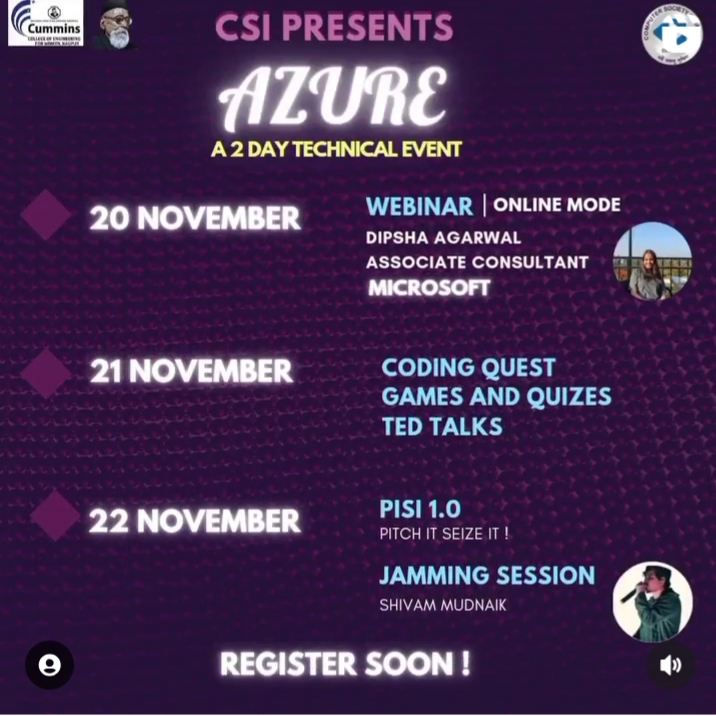 Cummins
COLLEGE OF ENGINEERING
FOR WOMEN, NAGPUR
COMPUTER SOCIETY
CSI PRESENTS
AZURE
A 2 DAY TECHNICAL EVENT
20 NOVEMBER
WEBINAR | ONLINE MODE
DIPSHA AGARWAL
ASSOCIATE CONSULTANT
MICROSOFT
21 NOVEMBER
CODING QUEST
GAMES AND QUIZES
TED TALKS
22 NOVEMBER
PISI 1.0
PITCH IT SEIZE IT !
JAMMING SESSION
SHIVAM MUDNAIK
REGISTER SOON !